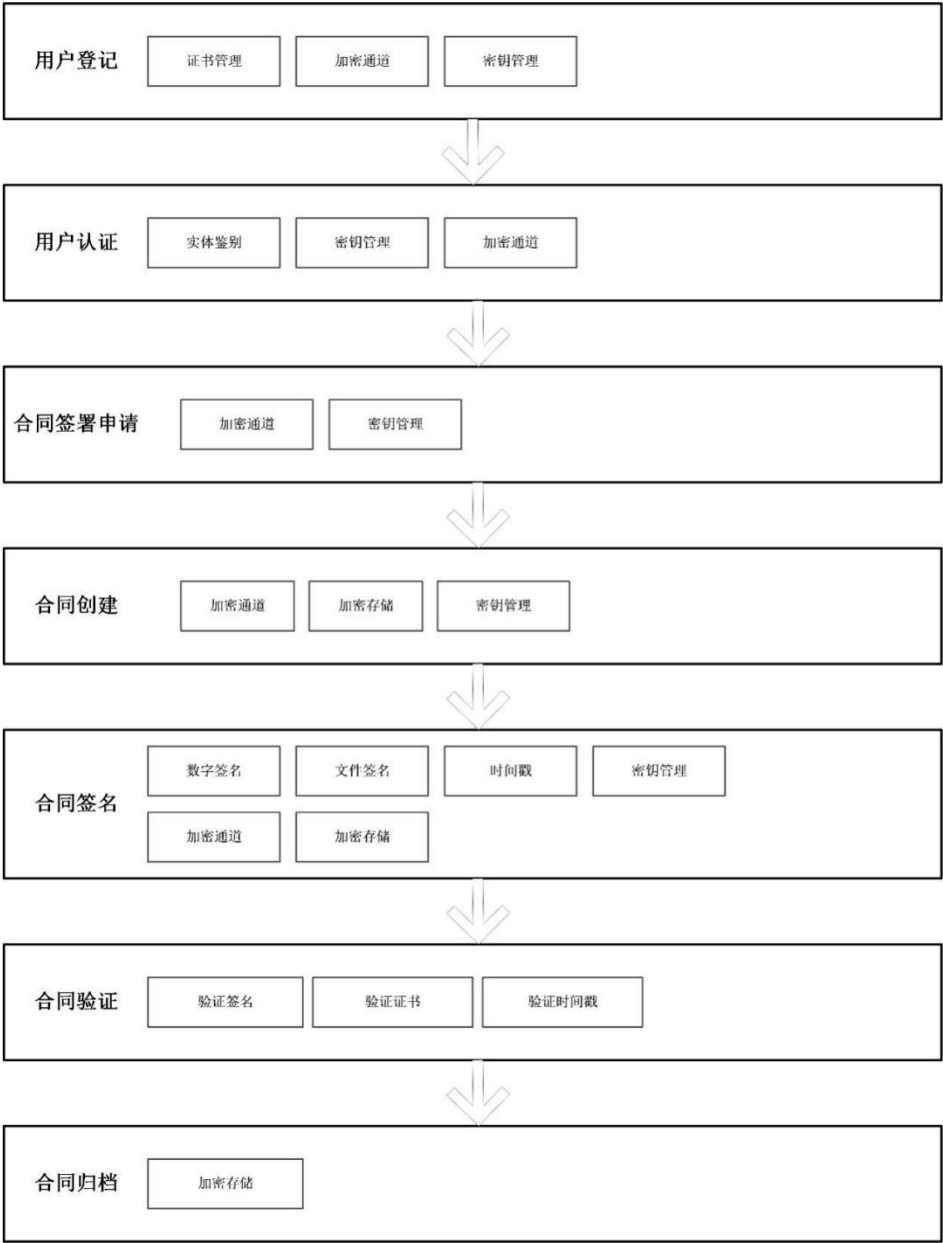 用户登记 证书管理 加密通道 密钥管理
用户认证 实体鉴别 密钥管理 加密通道
合同签署申请 加密通道 密钥管理
合同创建 加密通道 加密存储 密钥管理
数字签名 文件签名 时间戳 密钥管理
合同签名
加密通道 加密存储
合同验证 验证签名 验证证书 验证时间戳
合同归档 加密存储